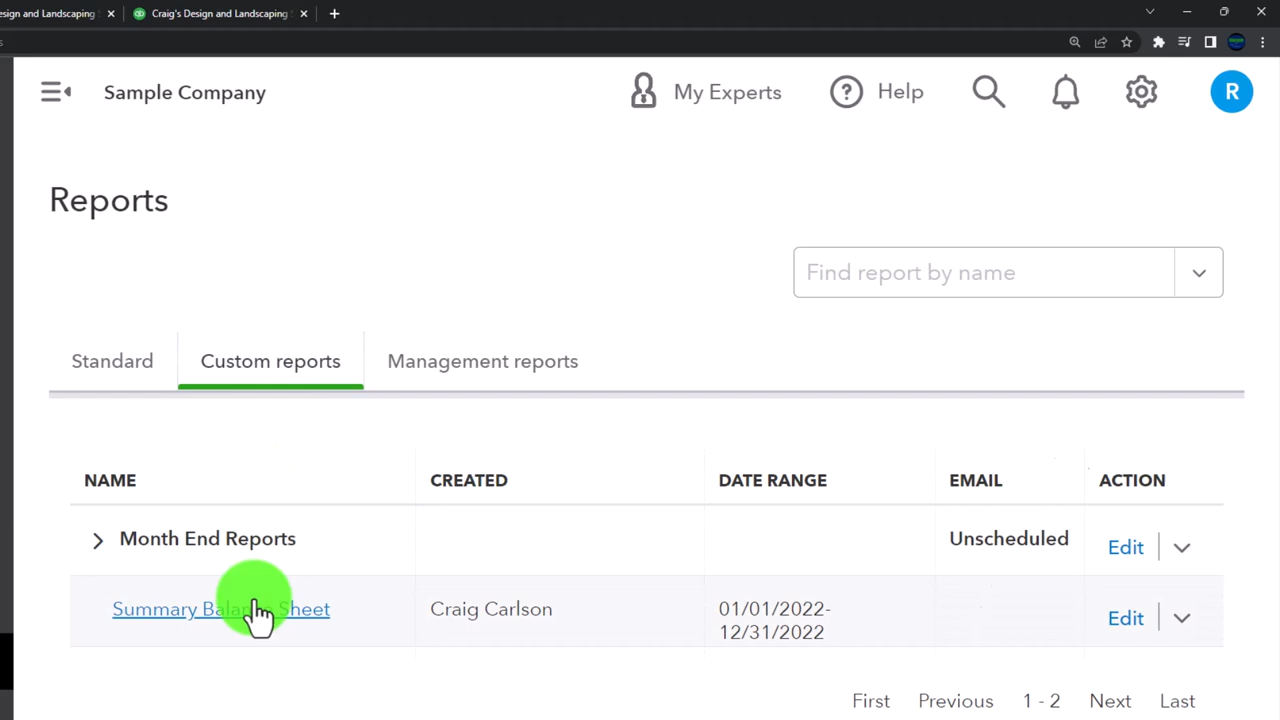 esign and Landscaping
Craig's Design and Landscaping
s
Sample Company
My Experts
Help
R
Reports
Find report by name
Standard
Custom reports
Management reports
NAME
CREATED
DATE RANGE
EMAIL
ACTION
Month End Reports
Unscheduled
Edit
Summary Balance Sheet
Craig Carlson
01/01/2022-
12/31/2022
Edit
First
Previous
1 - 2
Next
Last